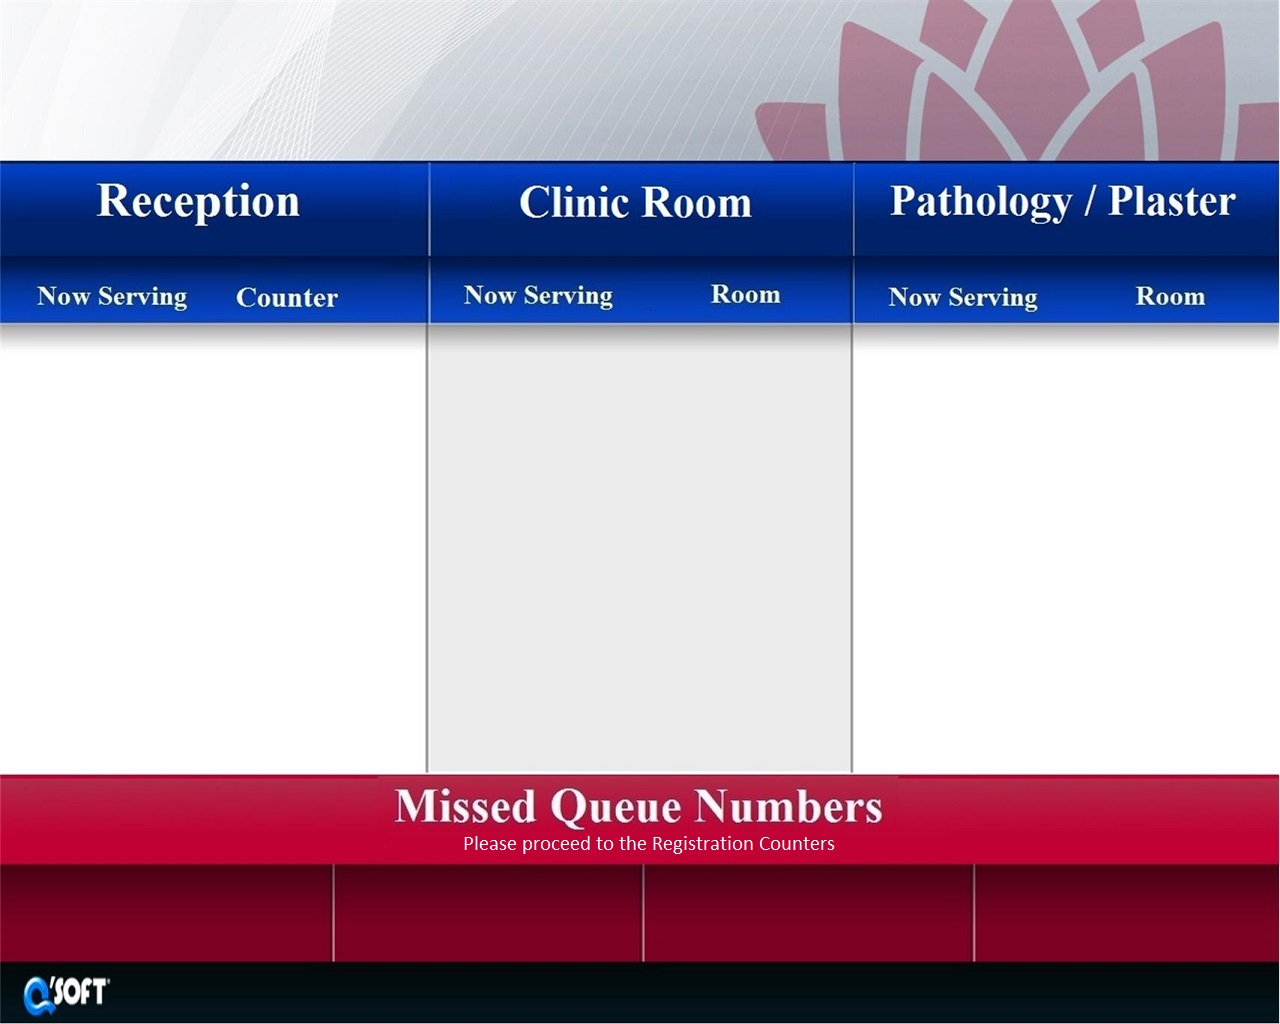 Reception
Clinic Room
Pathology / Plaster
Now Serving
Counter
Now Serving
Room
Now Serving
Room
Missed Queue Numbers
Please proceed to the Registration Counters
Q'SOFT